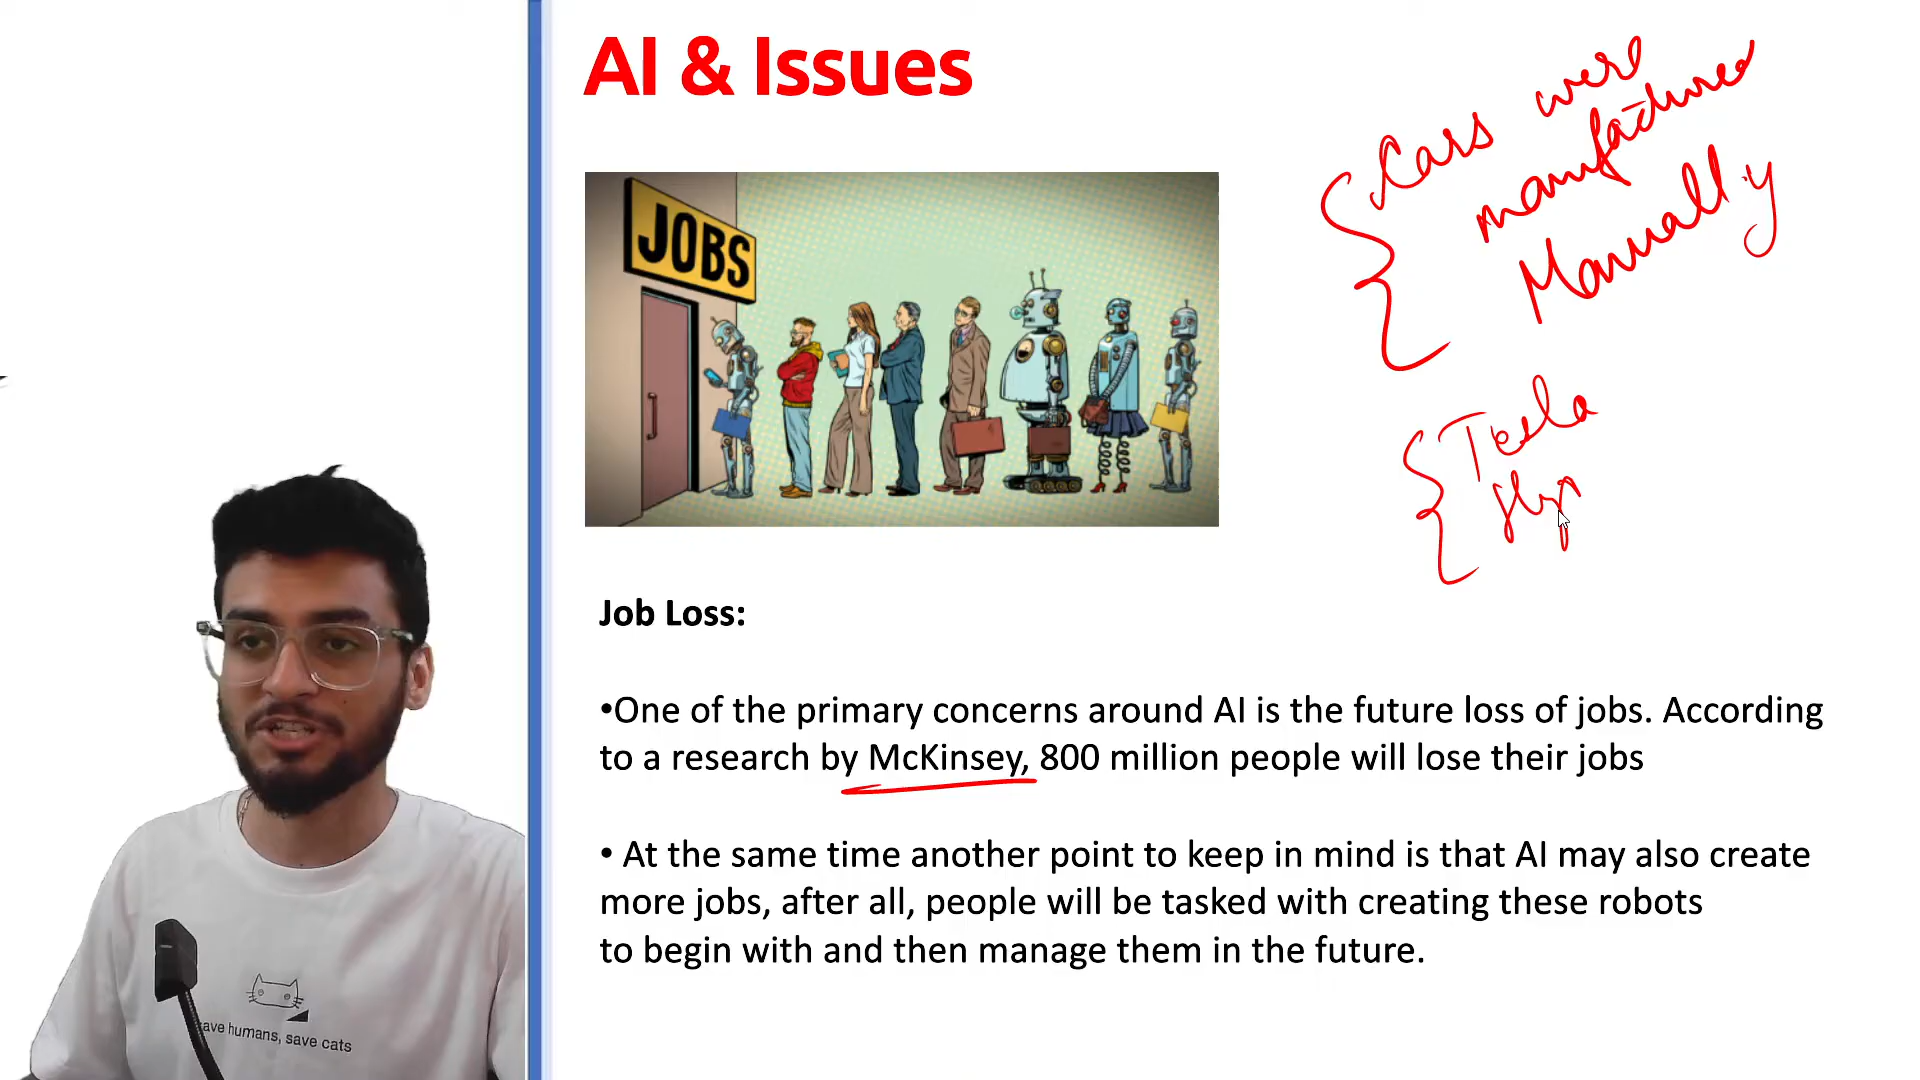 AI & Issues
Cars were
manufactured
Manually
JOBS
Tesla
Job Loss:
•One of the primary concerns around AI is the future loss of jobs. According
to a research by McKinsey, 800 million people will lose their jobs
• At the same time another point to keep in mind is that AI may also create
more jobs, after all, people will be tasked with creating these robots
to begin with and then manage them in the future.
humans, save cats